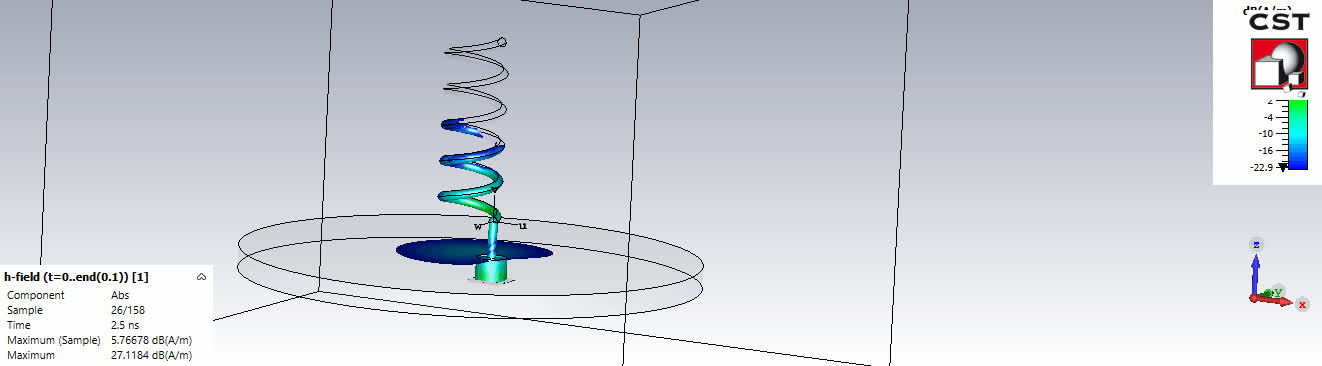 dB(A/m)
CST
2
-4
-10
-16
-22.9
w
u
z
y
x
h-field (t=0..end(0.1)) [1]
Component Abs
Sample 26/158
Time 2.5 ns
Maximum (Sample) 5.76678 dB(A/m)
Maximum 27.1184 dB(A/m)